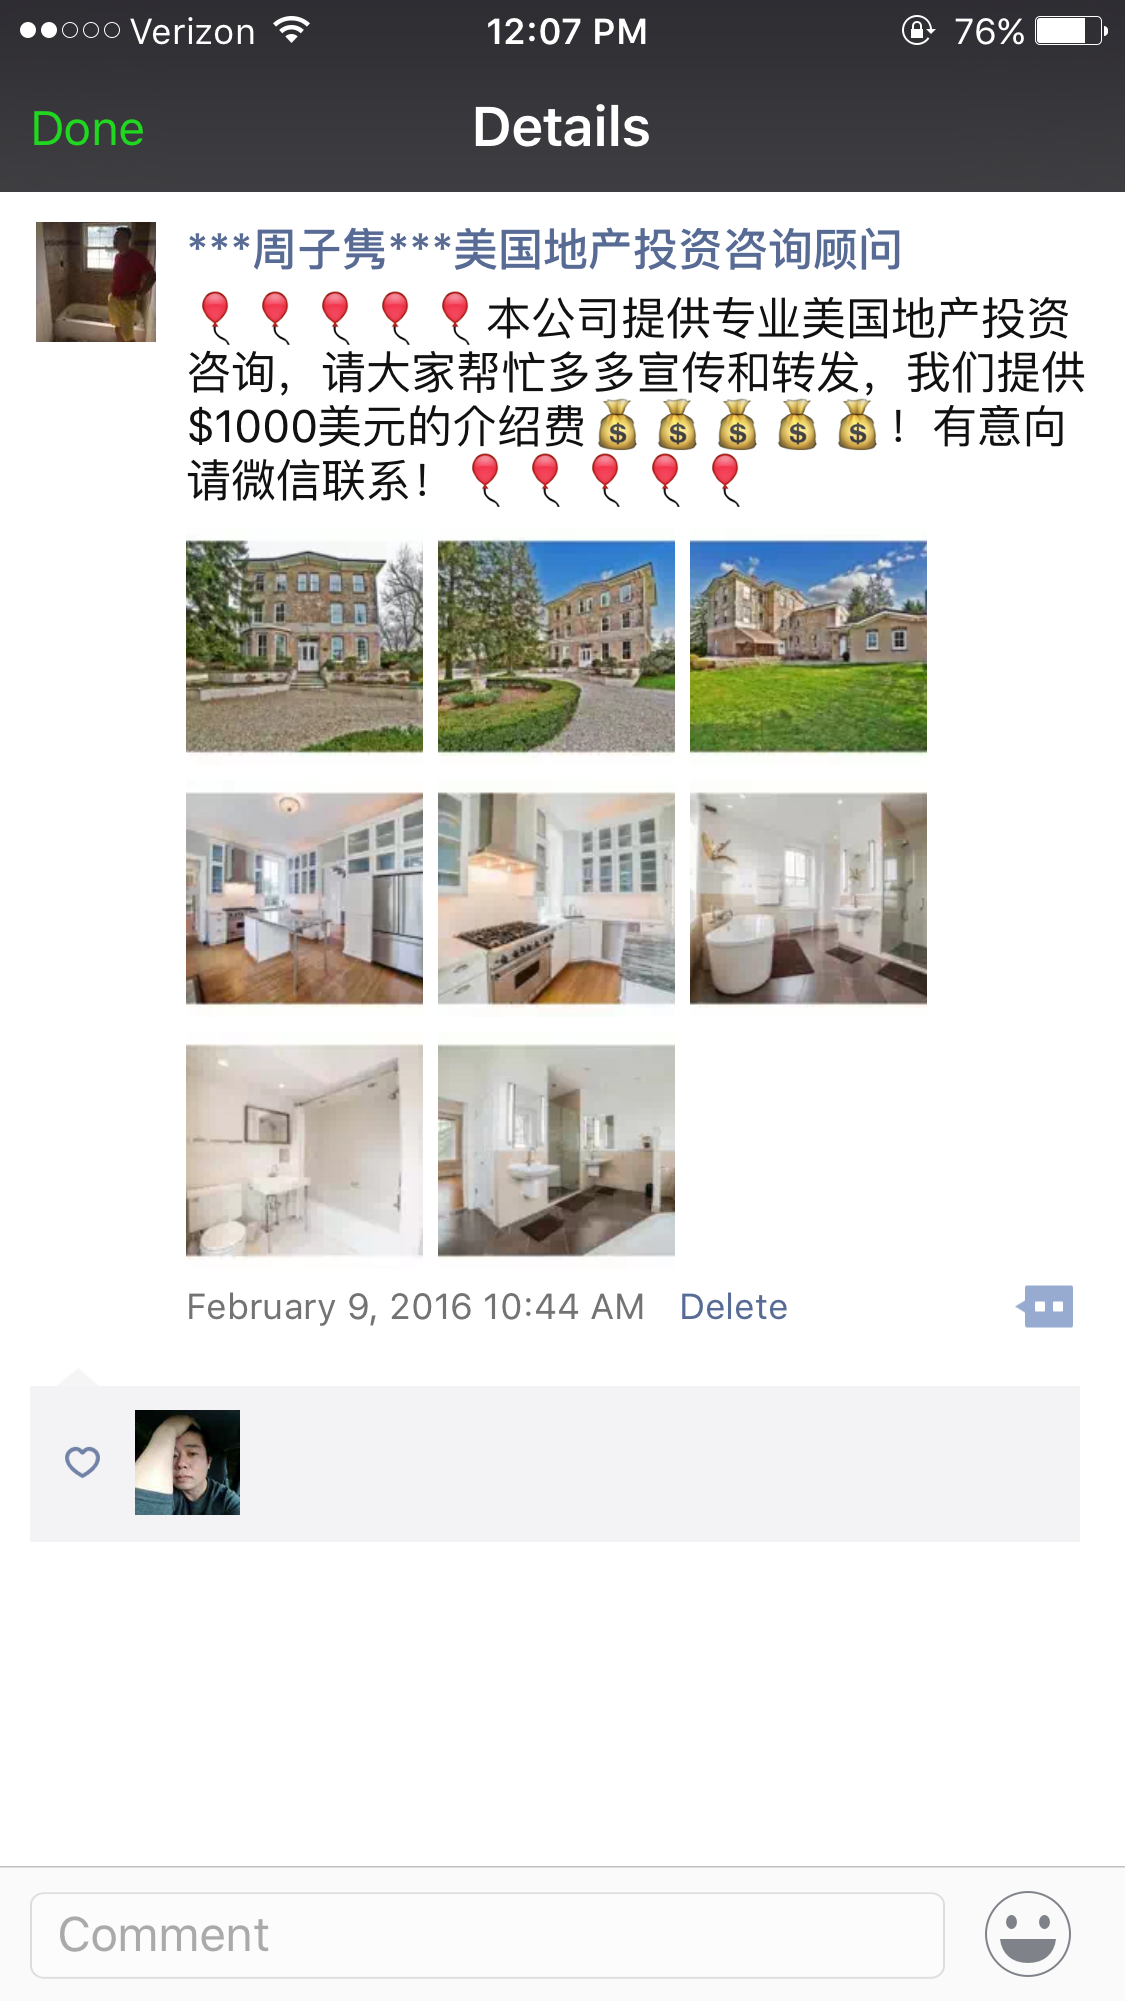 Verizon 12:07 PM 76%
Done Details
***周子隽***美国地产投资咨询顾问
🎈🎈🎈🎈🎈本公司提供专业美国地产投资
咨询，请大家帮忙多多宣传和转发，我们提供
$1000美元的介绍费💰💰💰💰💰！有意向
请微信联系！🎈🎈🎈🎈🎈
February 9, 2016 10:44 AM Delete
Comment